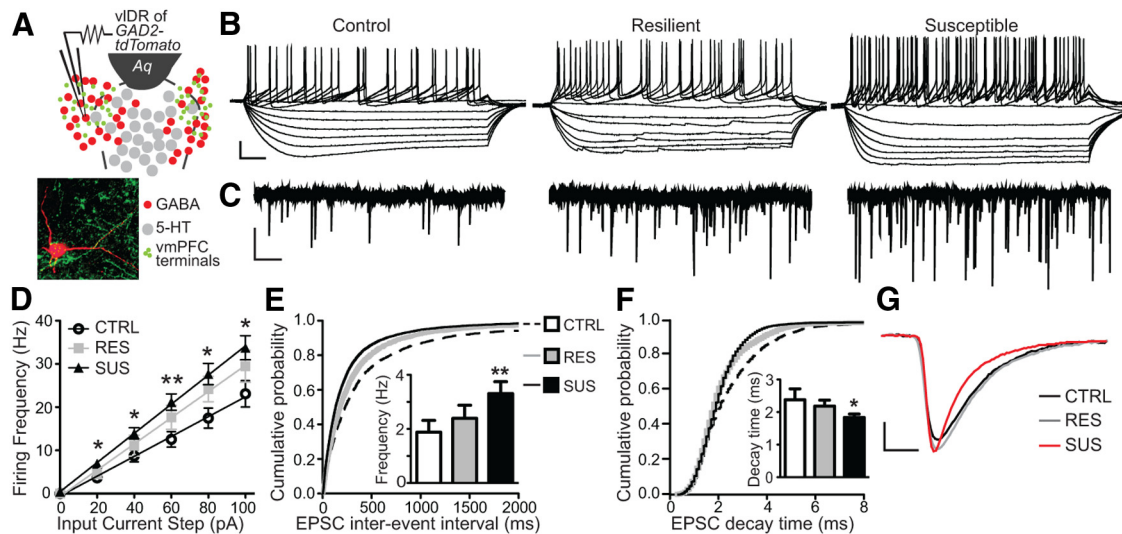 A
vlDR of
GAD2-
tdTomato
Aq
GABA
5-HT
vmPFC
terminals
B
Control
Resilient
Susceptible
C
D
Firing Frequency (Hz)
40
30
20
10
0
CTRL
RES
SUS
*
*
**
*
*
0 20 40 60 80 100
Input Current Step (pA)
E
Cumulative probability
1.0
0.8
0.6
0.4
0.2
0.0
0 500 1000 1500 2000
EPSC inter-event interval (ms)
CTRL
RES
SUS
Frequency (Hz)
4
3
2
1
0
**
F
Cumulative probability
1.0
0.8
0.6
0.4
0.2
0.0
0 2 4 6 8
EPSC decay time (ms)
Decay time (ms)
3
2
1
0
*
G
CTRL
RES
SUS